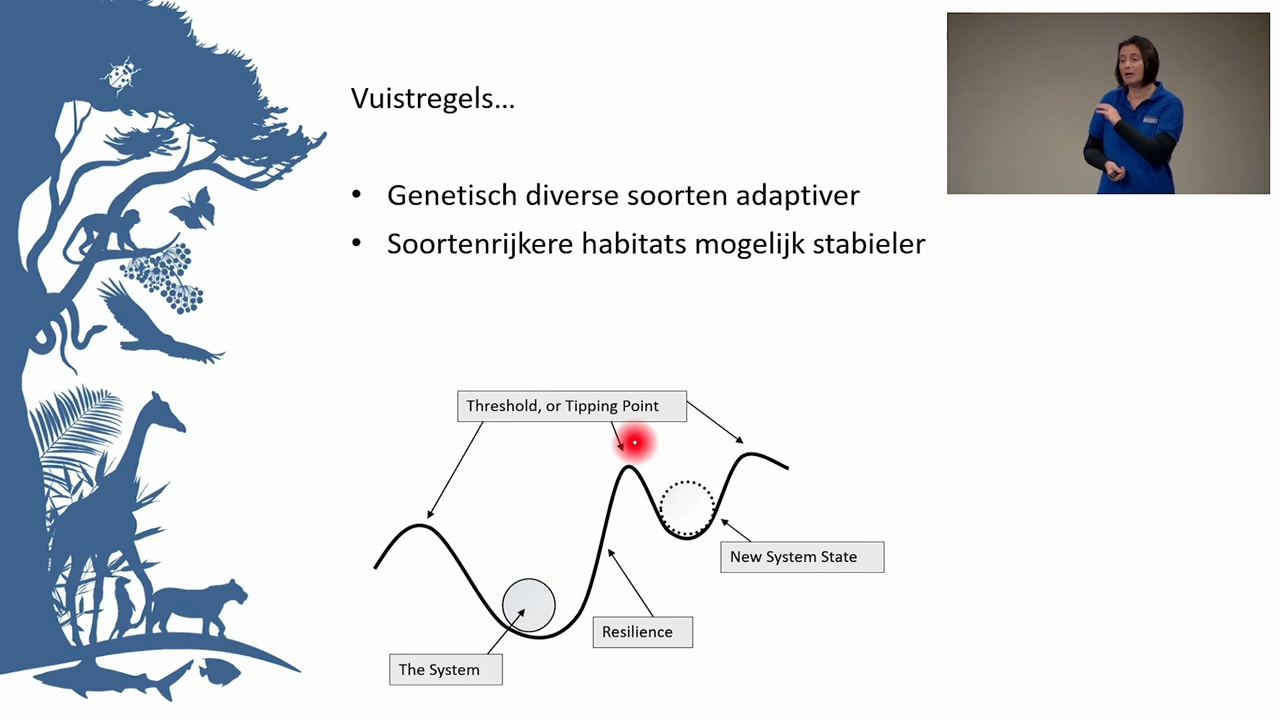 Vuistregels...
• Genetisch diverse soorten adaptiver
• Soortenrijkere habitats mogelijk stabieler
Threshold, or Tipping Point
New System State
Resilience
The System